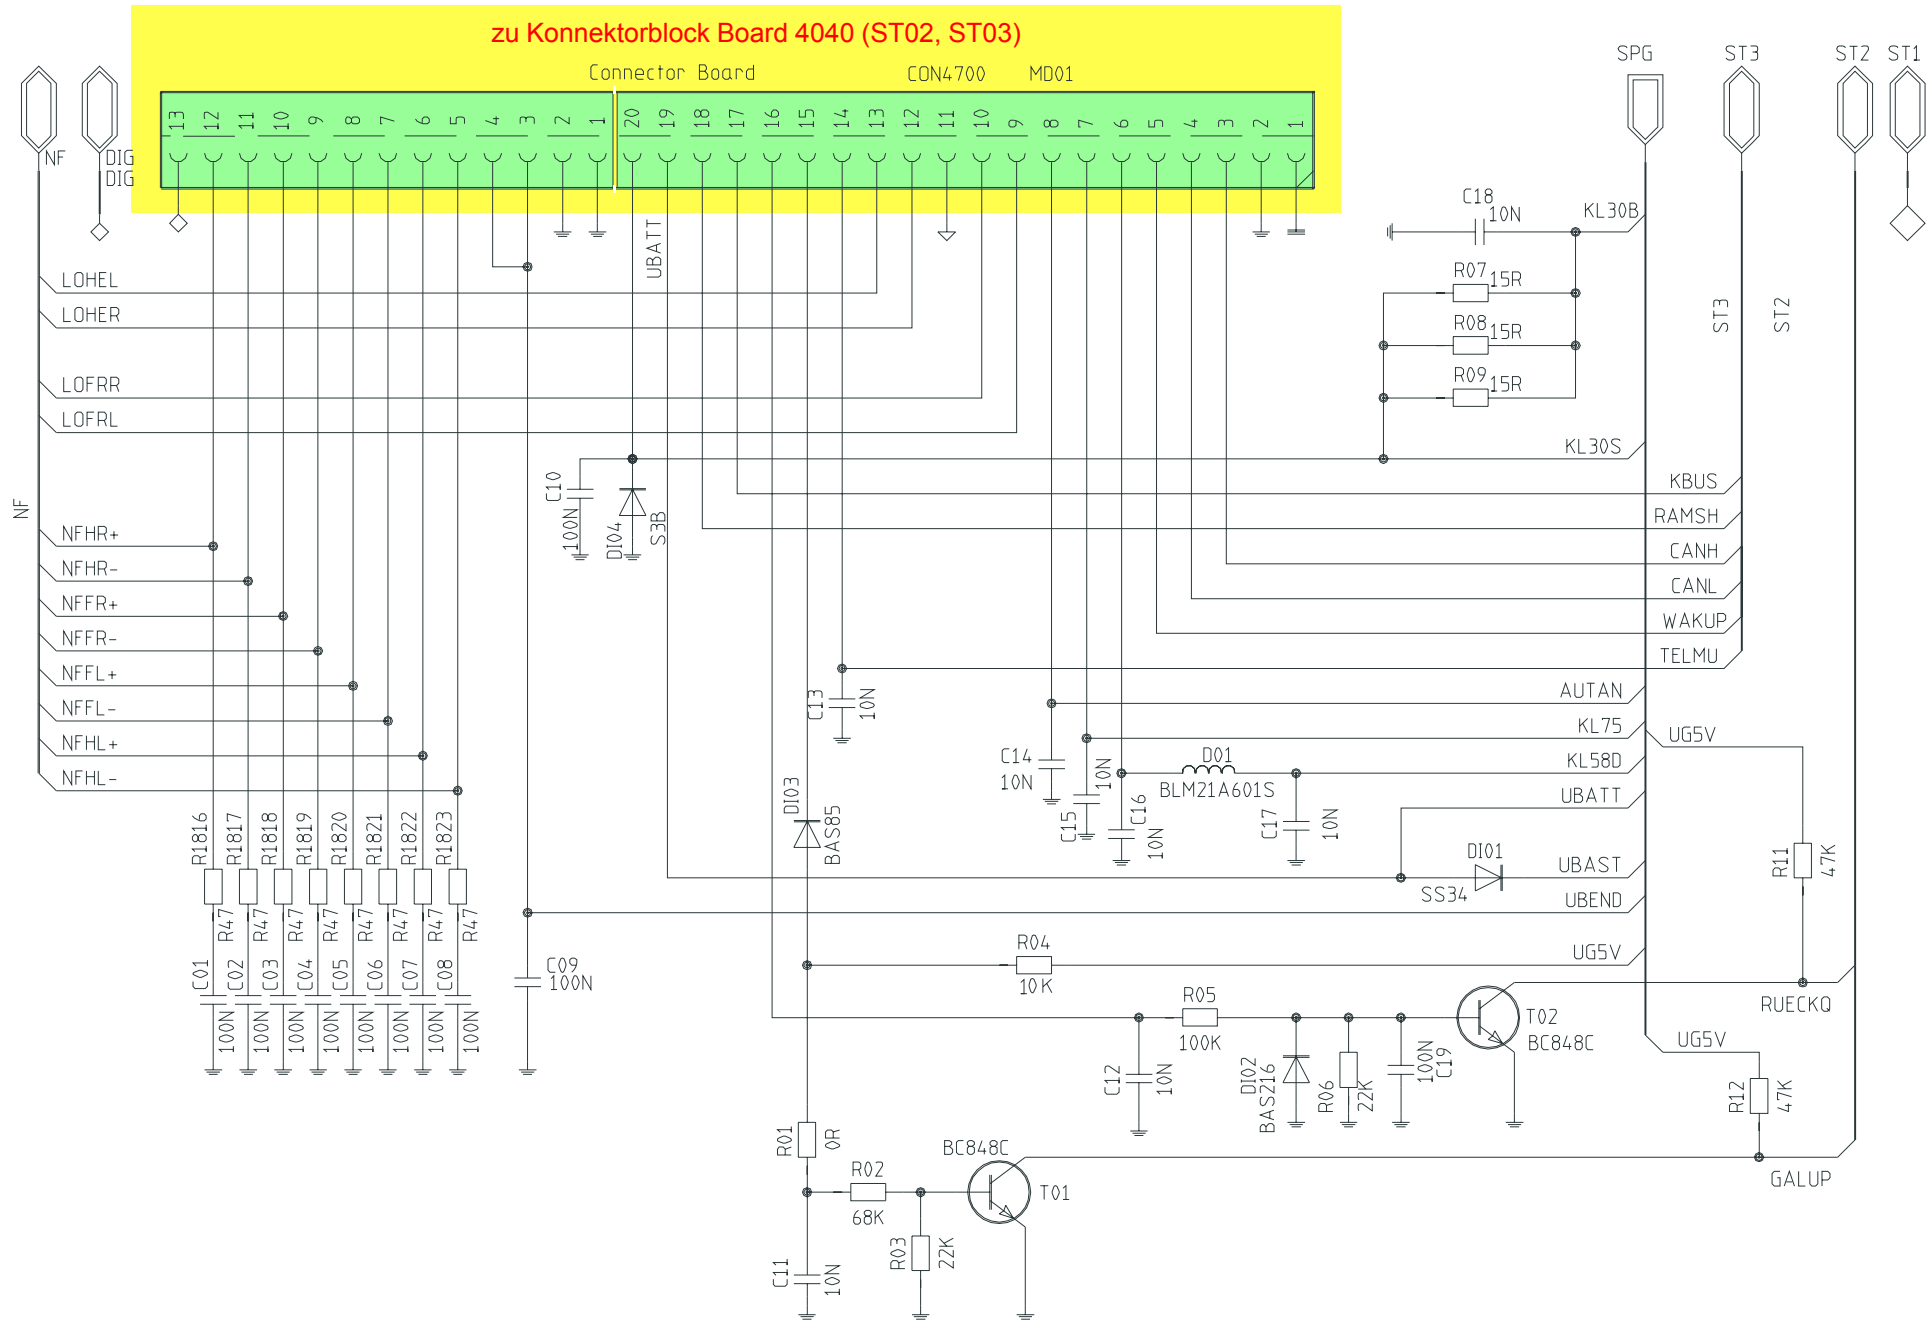 zu Konnektorblock Board 4040 (ST02, ST03)
Connector Board CON4700 MD01
SPG ST3 ST2 ST1
13 12 11 10 9 8 7 6 5 4 3 2 1 20 19 18 17 16 15 14 13 12 11 10 9 8 7 6 5 4 3 2 1
NF DIG
DIG
UBATT
C18
10N
KL30B
LOHEL
LOHER
R07 15R
R08 15R
R09 15R
ST3 ST2
LOFRR
LOFRL
KL30S
C10 100N
DI04 S3B
KBUS
RAMSH
CANH
CANL
WAKUP
TELMU
NF
NFHR+
NFHR-
NFFR+
NFFR-
NFFL+
NFFL-
NFHL+
NFHL-
C13 10N
AUTAN
KL75
UG5V
C14
10N
C15 10N
C16 10N
D01
BLM21A601S
C17 10N
KL58D
UBATT
DI03 BAS85
R1816 R1817 R1818 R1819 R1820 R1821 R1822 R1823
R47 R47 R47 R47 R47 R47 R47 R47
DI01
SS34
UBAST
UBEND
R11 47K
C01 C02 C03 C04 C05 C06 C07 C08
100N 100N 100N 100N 100N 100N 100N 100N
C09
100N
R04
10K
UG5V
R05
100K
T02
BC848C
RUECKQ
C12 10N
DI02
BAS216
R06 22K
100N C19
UG5V
R12 47K
R01 0R
R02
68K
BC848C
T01
GALUP
R03 22K
C11 10N